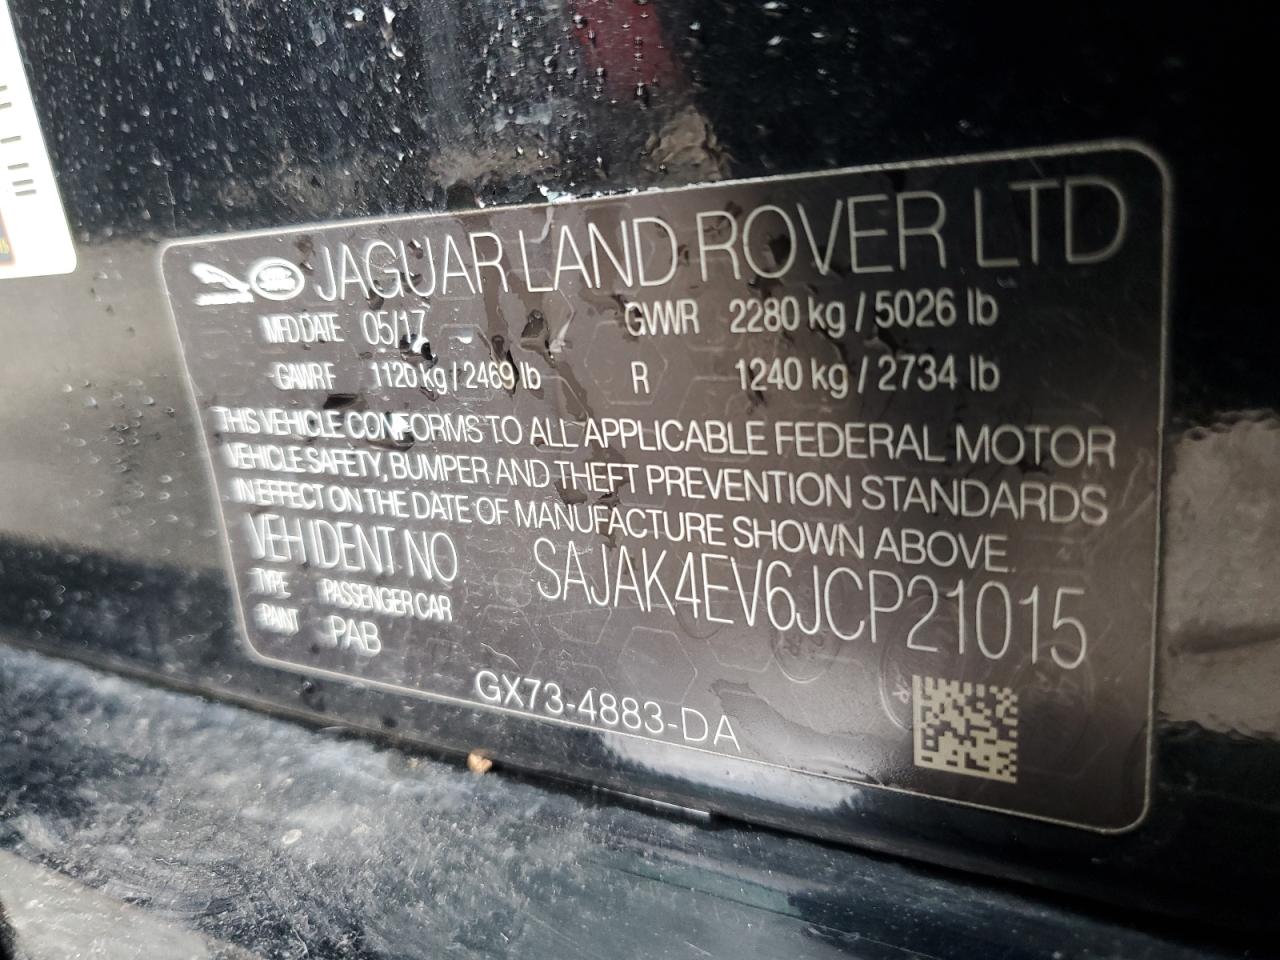 JAGUAR LAND ROVER LTD
MFD DATE 05/17 GVWR 2280 kg / 5026 lb
GAWR F 1120 kg / 2469 lb R 1240 kg / 2734 lb
THIS VEHICLE CONFORMS TO ALL APPLICABLE FEDERAL MOTOR
VEHICLE SAFETY, BUMPER AND THEFT PREVENTION STANDARDS
IN EFFECT ON THE DATE OF MANUFACTURE SHOWN ABOVE.
VEH IDENT NO SAJAK4EV6JCP21015
TYPE PASSENGER CAR
PAINT PAB
GX73-4883-DA